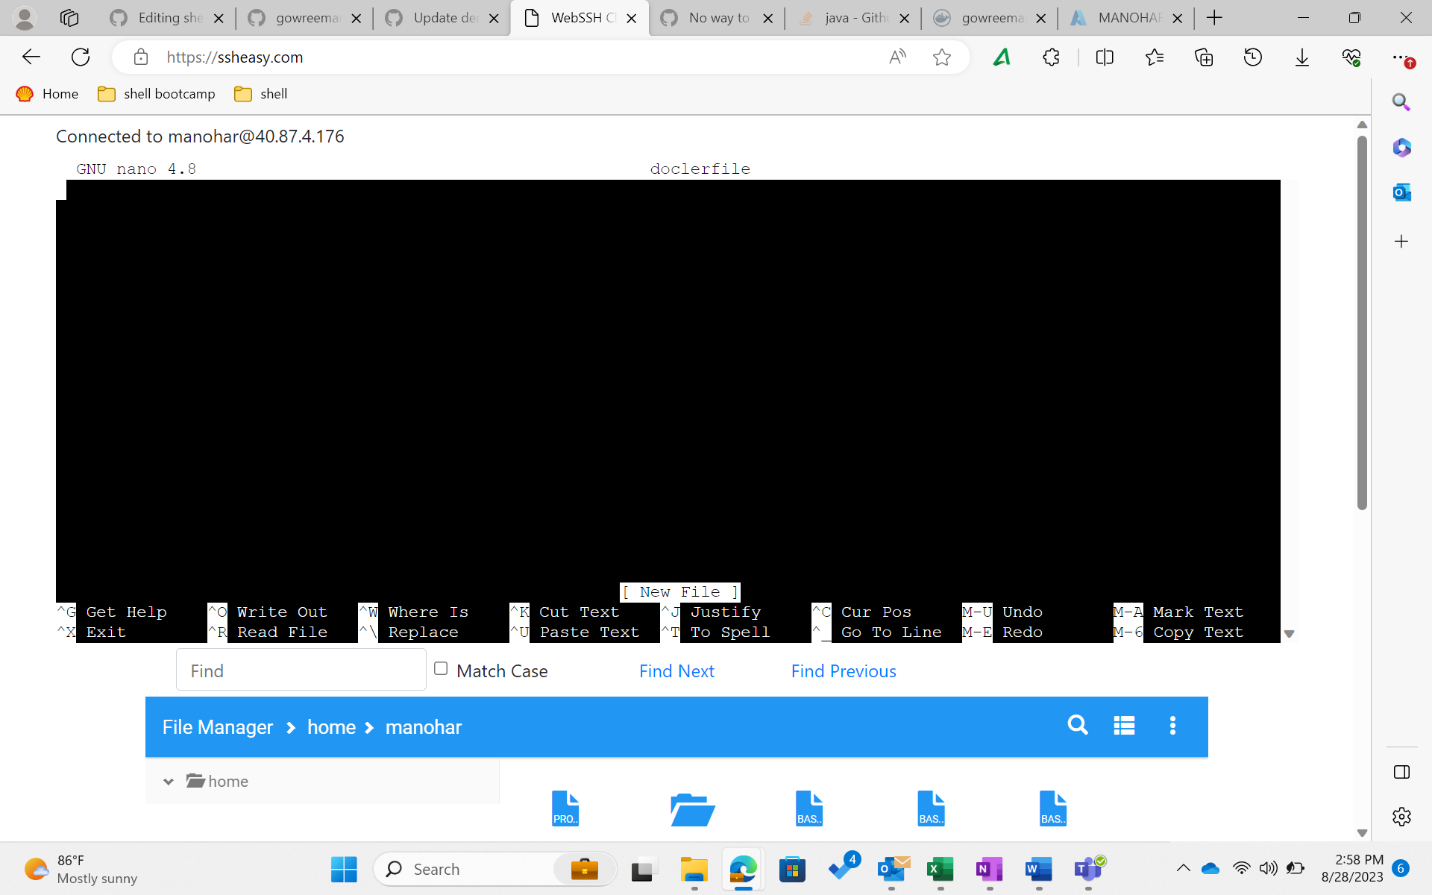 Editing she
gowreema
Update de
WebSSH C
No way to
java - Gith
gowreema
MANOHAR
https://ssheasy.com
Home
shell bootcamp
shell
Connected to manohar@40.87.4.176
GNU nano 4.8 doclerfile
[ New File ]
^G Get Help ^O Write Out ^W Where Is ^K Cut Text ^J Justify ^C Cur Pos M-U Undo M-A Mark Text
^X Exit ^R Read File ^\ Replace ^U Paste Text ^T To Spell ^_ Go To Line M-E Redo M-6 Copy Text
Find
Match Case
Find Next
Find Previous
File Manager > home > manohar
home
PRO..
BAS..
BAS..
BAS..
86°F
Mostly sunny
Search
4
2:58 PM
8/28/2023
6